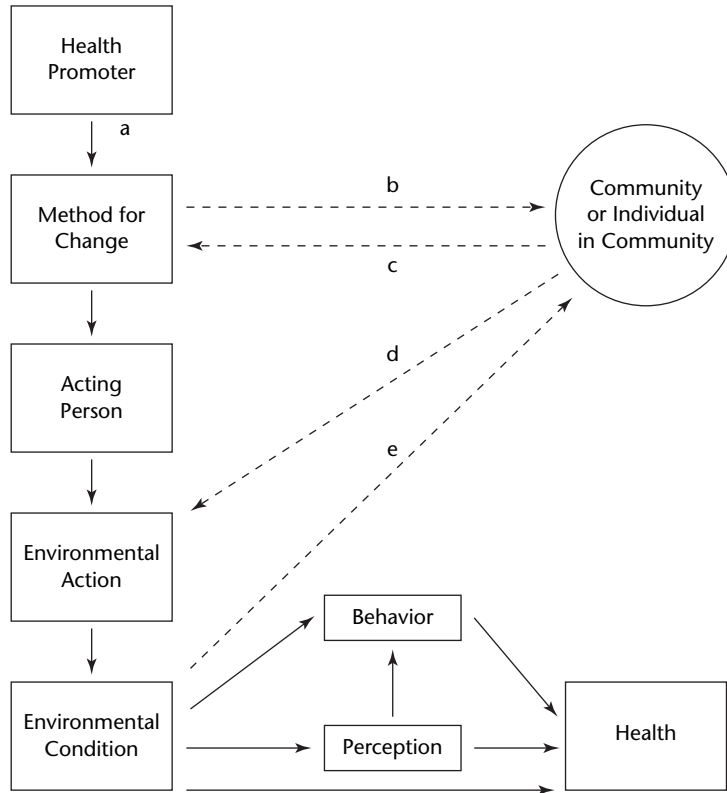 Health
Promoter
a
Method for
Change
b
Community
or Individual
in Community
c
Acting
Person
d
e
Environmental
Action
Behavior
Environmental
Condition
Perception
Health